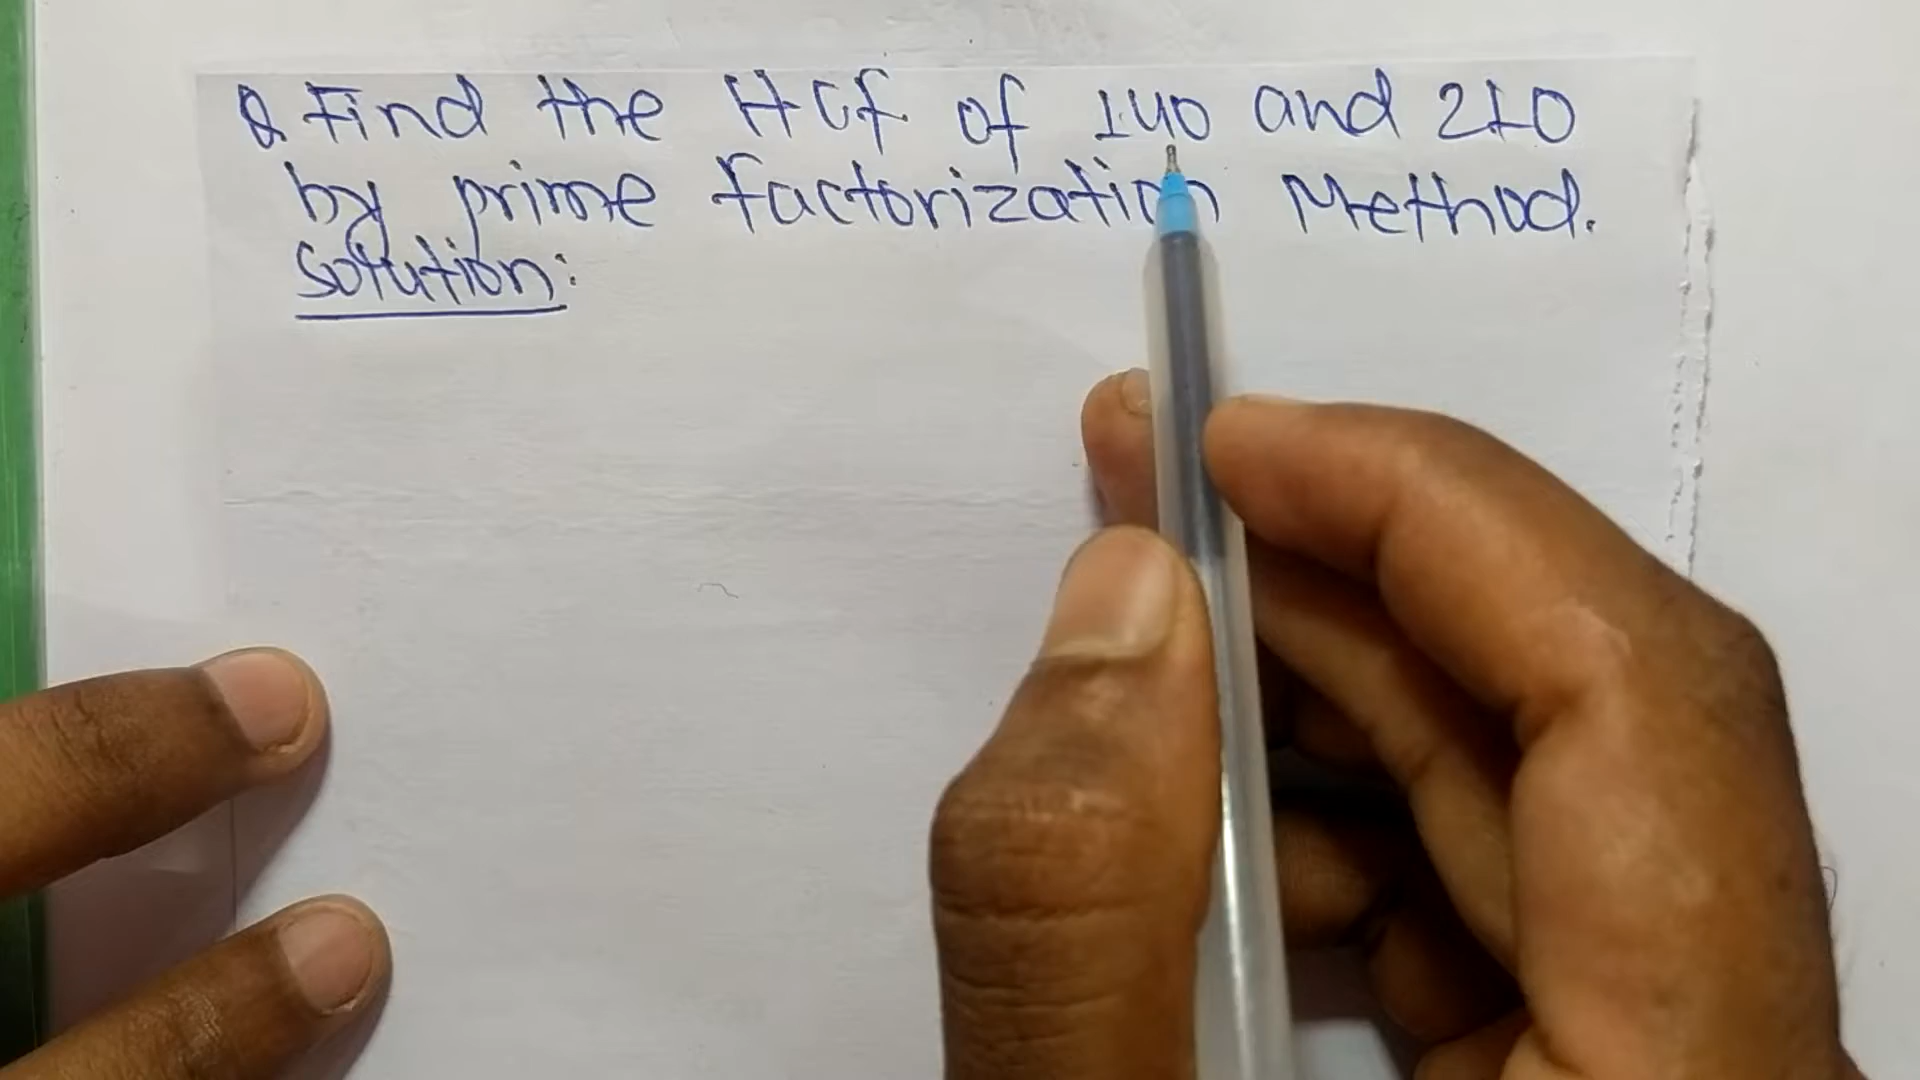 Q Find the HCF of 140 and 210
by prime factorization Method.
Solution: